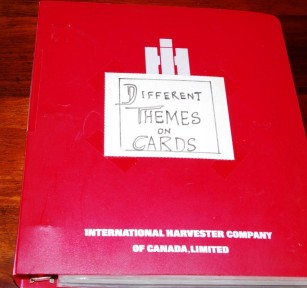 DIFFERENT
THEMES
ON
CARDS
INTERNATIONAL HARVESTER COMPANY
OF CANADA, LIMITED